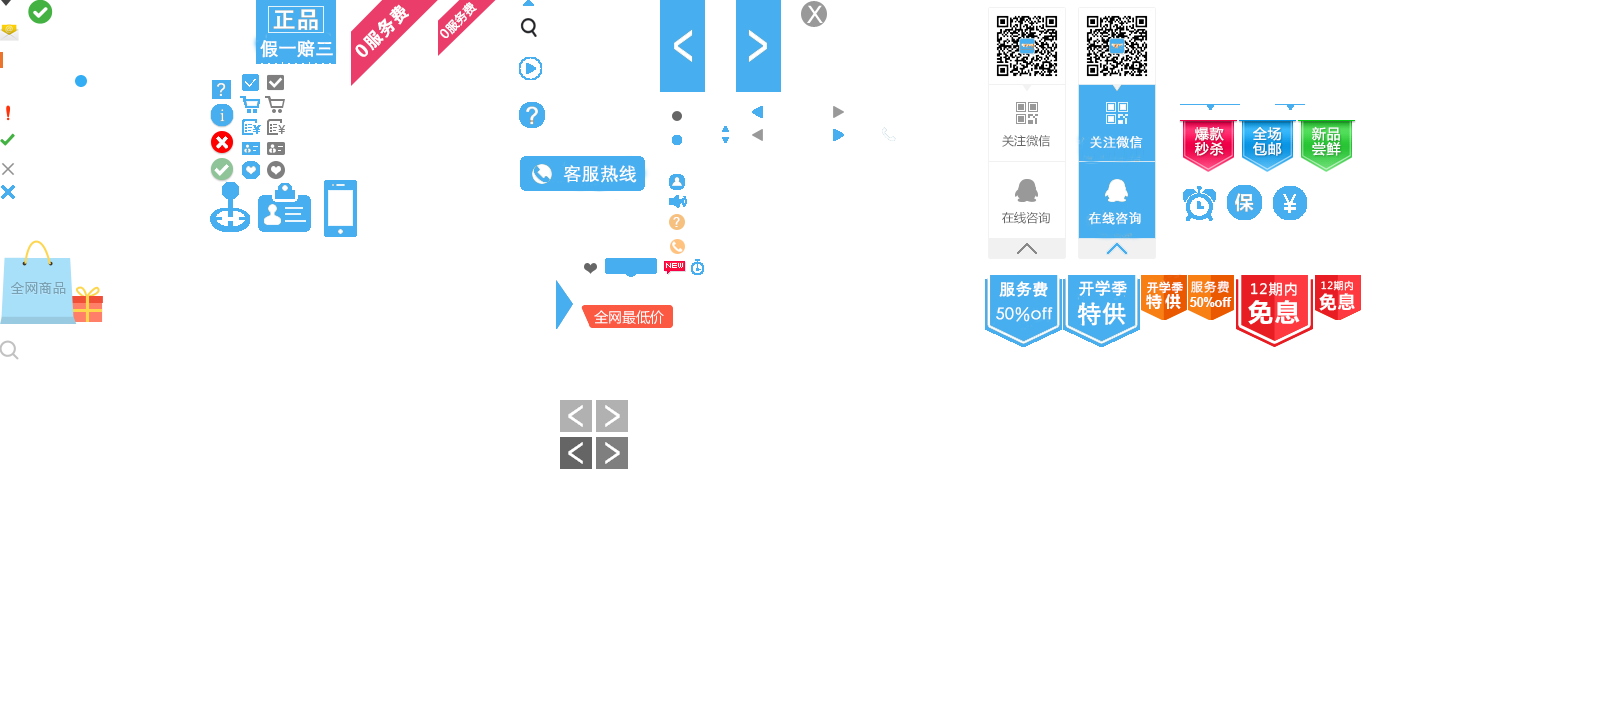 正品
假一赔三
0服务费
0服务费
?
i
¥
¥
?
客服热线
?
NEW
全网最低价
全网商品
X
关注微信
关注微信
在线咨询
在线咨询
爆款
秒杀
全场
包邮
新品
尝鲜
保
¥
服务费
50%off
开学季
特供
开学季
特供
服务费
50%off
12期内
免息
12期内
免息